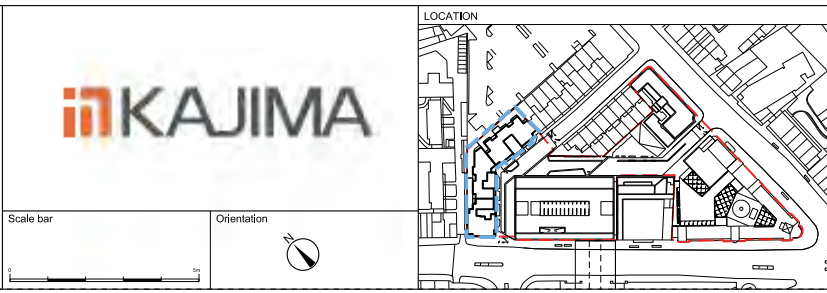 LOCATION
KAJIMA
Scale bar
Orientation
N
0
5m